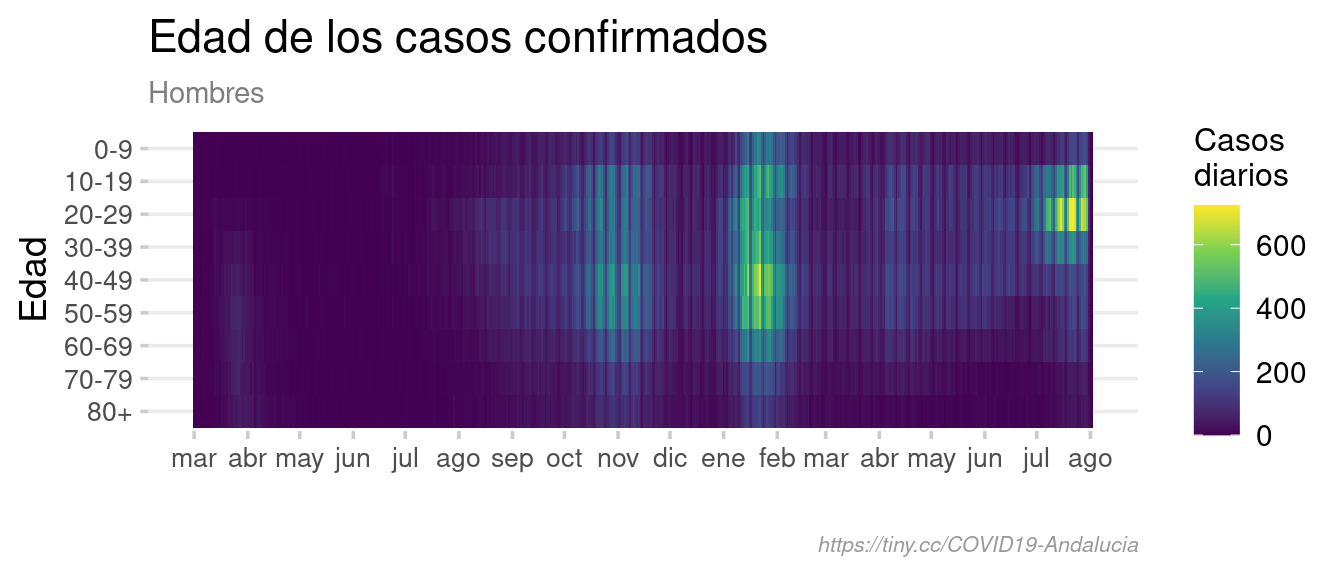 Edad de los casos confirmados
Hombres
Edad
0-9
10-19
20-29
30-39
40-49
50-59
60-69
70-79
80+
mar abr may jun jul ago sep oct nov dic ene feb mar abr may jun jul ago
Casos
diarios
600
400
200
0
https://tiny.cc/COVID19-Andalucia